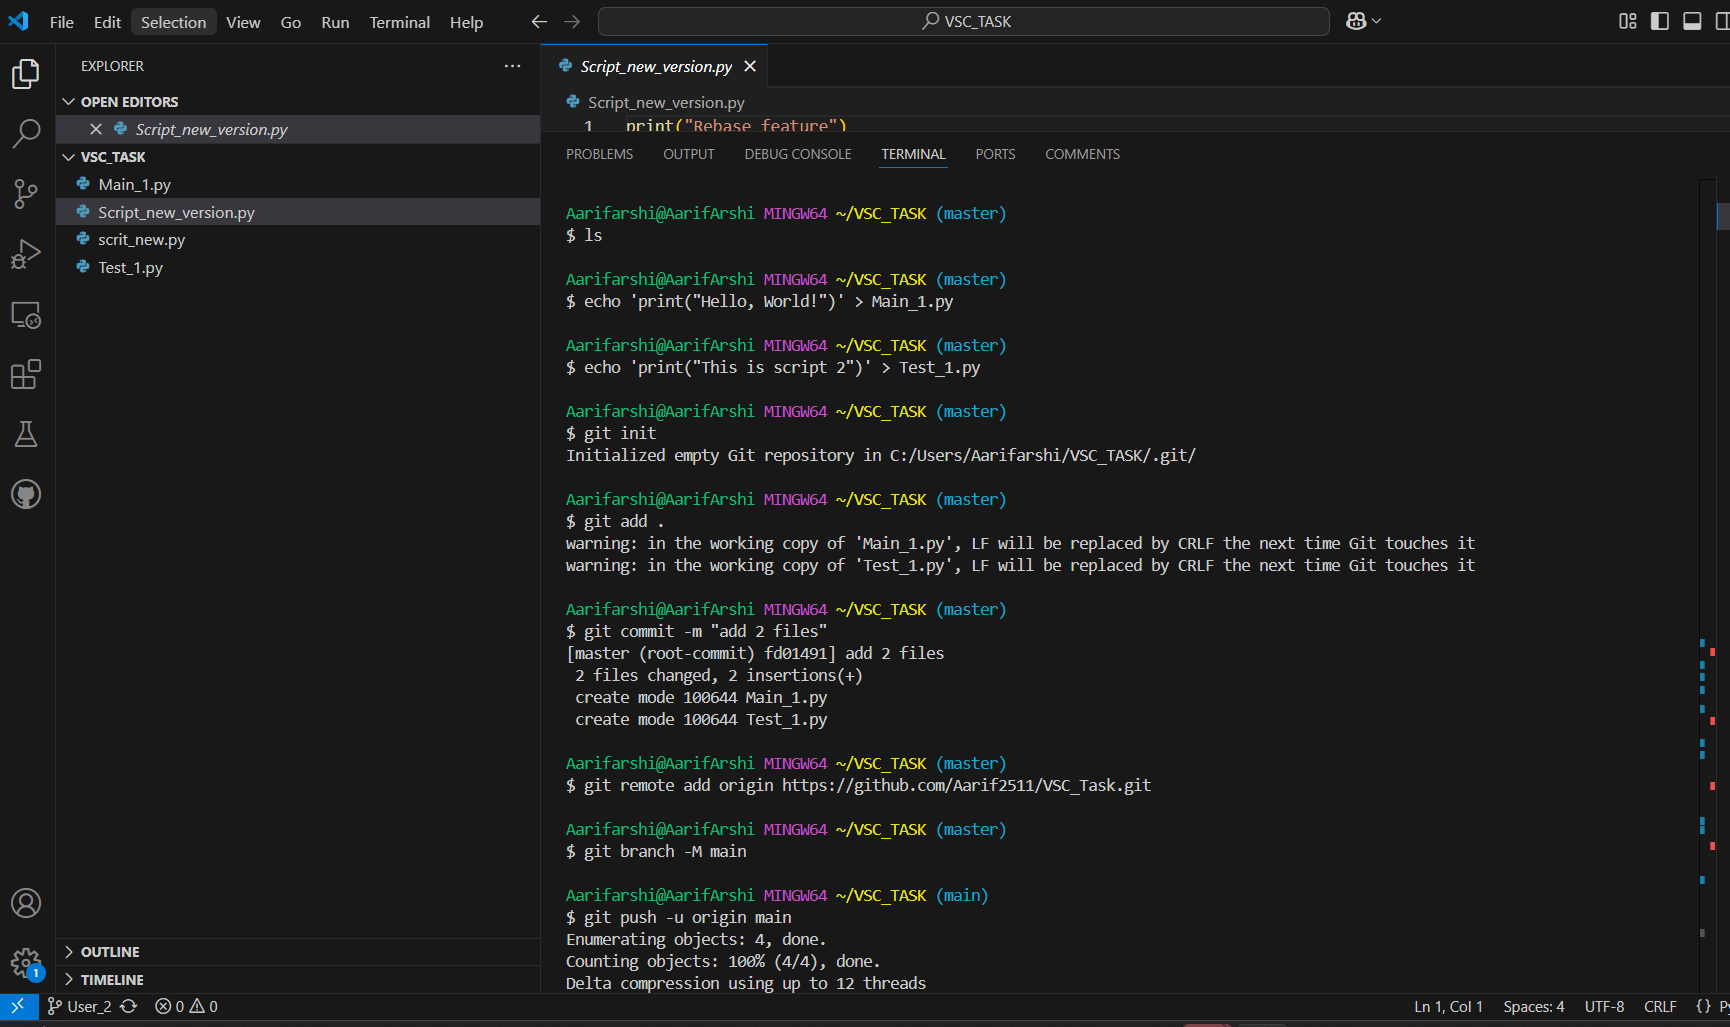 File Edit Selection View Go Run Terminal Help
VSC_TASK
EXPLORER
OPEN EDITORS
Script_new_version.py
VSC_TASK
Main_1.py
Script_new_version.py
scrit_new.py
Test_1.py
OUTLINE
TIMELINE
Script_new_version.py
Script_new_version.py
1 print("Rebase feature")
PROBLEMS OUTPUT DEBUG CONSOLE TERMINAL PORTS COMMENTS
Aarifarshi@AarifArshi MINGW64 ~/VSC_TASK (master)
$ ls
Aarifarshi@AarifArshi MINGW64 ~/VSC_TASK (master)
$ echo 'print("Hello, World!")' > Main_1.py
Aarifarshi@AarifArshi MINGW64 ~/VSC_TASK (master)
$ echo 'print("This is script 2")' > Test_1.py
Aarifarshi@AarifArshi MINGW64 ~/VSC_TASK (master)
$ git init
Initialized empty Git repository in C:/Users/Aarifarshi/VSC_TASK/.git/
Aarifarshi@AarifArshi MINGW64 ~/VSC_TASK (master)
$ git add .
warning: in the working copy of 'Main_1.py', LF will be replaced by CRLF the next time Git touches it
warning: in the working copy of 'Test_1.py', LF will be replaced by CRLF the next time Git touches it
Aarifarshi@AarifArshi MINGW64 ~/VSC_TASK (master)
$ git commit -m "add 2 files"
[master (root-commit) fd01491] add 2 files
2 files changed, 2 insertions(+)
create mode 100644 Main_1.py
create mode 100644 Test_1.py
Aarifarshi@AarifArshi MINGW64 ~/VSC_TASK (master)
$ git remote add origin https://github.com/Aarif2511/VSC_Task.git
Aarifarshi@AarifArshi MINGW64 ~/VSC_TASK (master)
$ git branch -M main
Aarifarshi@AarifArshi MINGW64 ~/VSC_TASK (main)
$ git push -u origin main
Enumerating objects: 4, done.
Counting objects: 100% (4/4), done.
Delta compression using up to 12 threads
1
User_2 0 0 Ln 1, Col 1 Spaces: 4 UTF-8 CRLF {}